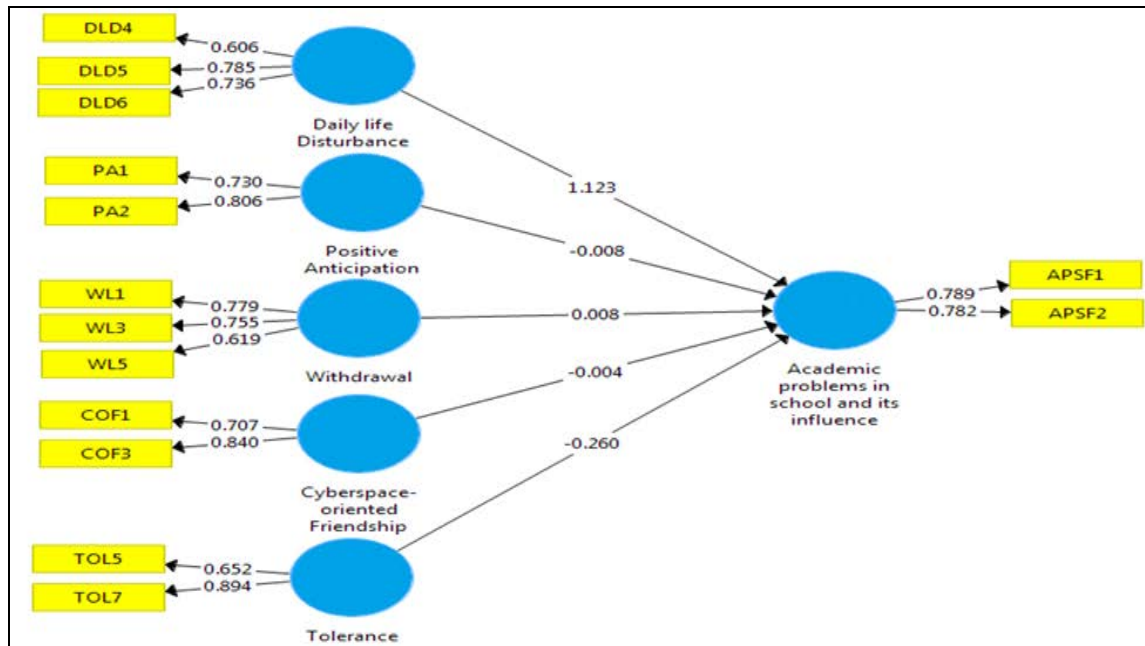 DLD4
0.606
DLD5
0.785
DLD6
0.736
Daily life
Disturbance
1.123
PA1
0.730
PA2
0.806
Positive
Anticipation
-0.008
WL1
0.779
WL3
0.755
WL5
0.619
Withdrawal
0.008
COF1
0.707
COF3
0.840
Cyberspace-
oriented
Friendship
-0.004
TOL5
0.652
TOL7
0.894
Tolerance
-0.260
Academic
problems in
school and its
influence
0.789
APSF1
0.782
APSF2